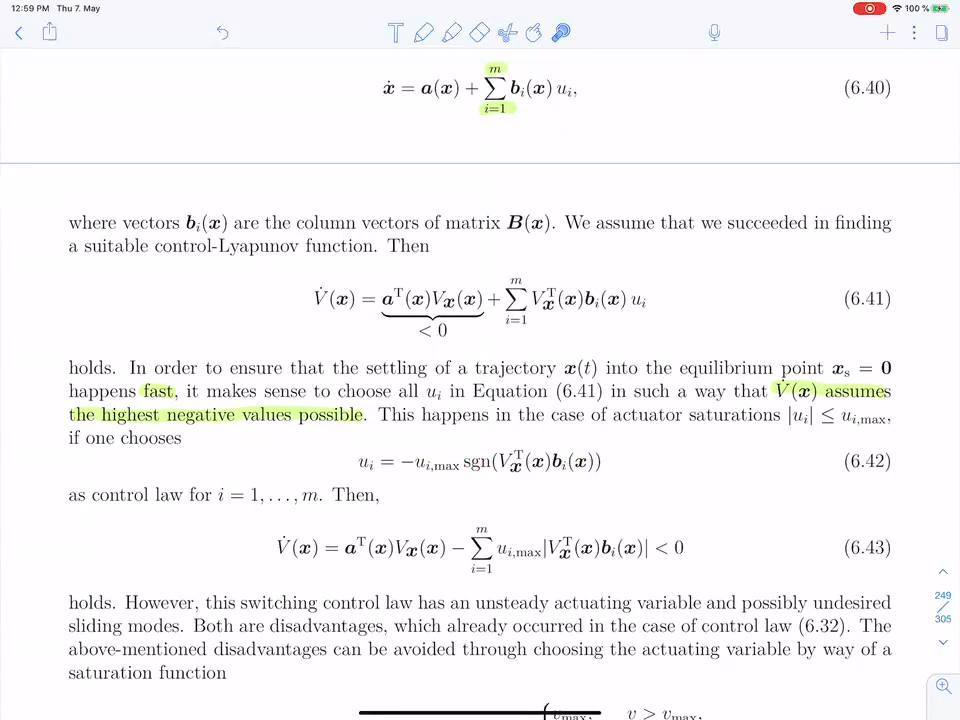 12:59 PM Thu 7. May
100 %
T
ẋ = a(x) + ∑_{i=1}^{m} b_i(x) u_i, (6.40)
where vectors b_i(x) are the column vectors of matrix B(x). We assume that we succeeded in finding
a suitable control-Lyapunov function. Then
V̇(x) = a^T(x)V_x(x) + ∑_{i=1}^{m} V_x^T(x)b_i(x) u_i (6.41)
< 0
holds. In order to ensure that the settling of a trajectory x(t) into the equilibrium point x_s = 0
happens fast, it makes sense to choose all u_i in Equation (6.41) in such a way that V̇(x) assumes
the highest negative values possible. This happens in the case of actuator saturations |u_i| ≤ u_{i,max},
if one chooses
u_i = −u_{i,max} sgn(V_x^T(x)b_i(x)) (6.42)
as control law for i = 1, . . . , m. Then,
V̇(x) = a^T(x)V_x(x) − ∑_{i=1}^{m} u_{i,max}|V_x^T(x)b_i(x)| < 0 (6.43)
holds. However, this switching control law has an unsteady actuating variable and possibly undesired
sliding modes. Both are disadvantages, which already occurred in the case of control law (6.32). The
above-mentioned disadvantages can be avoided through choosing the actuating variable by way of a
saturation function
v_max, v > v_max,
249
305